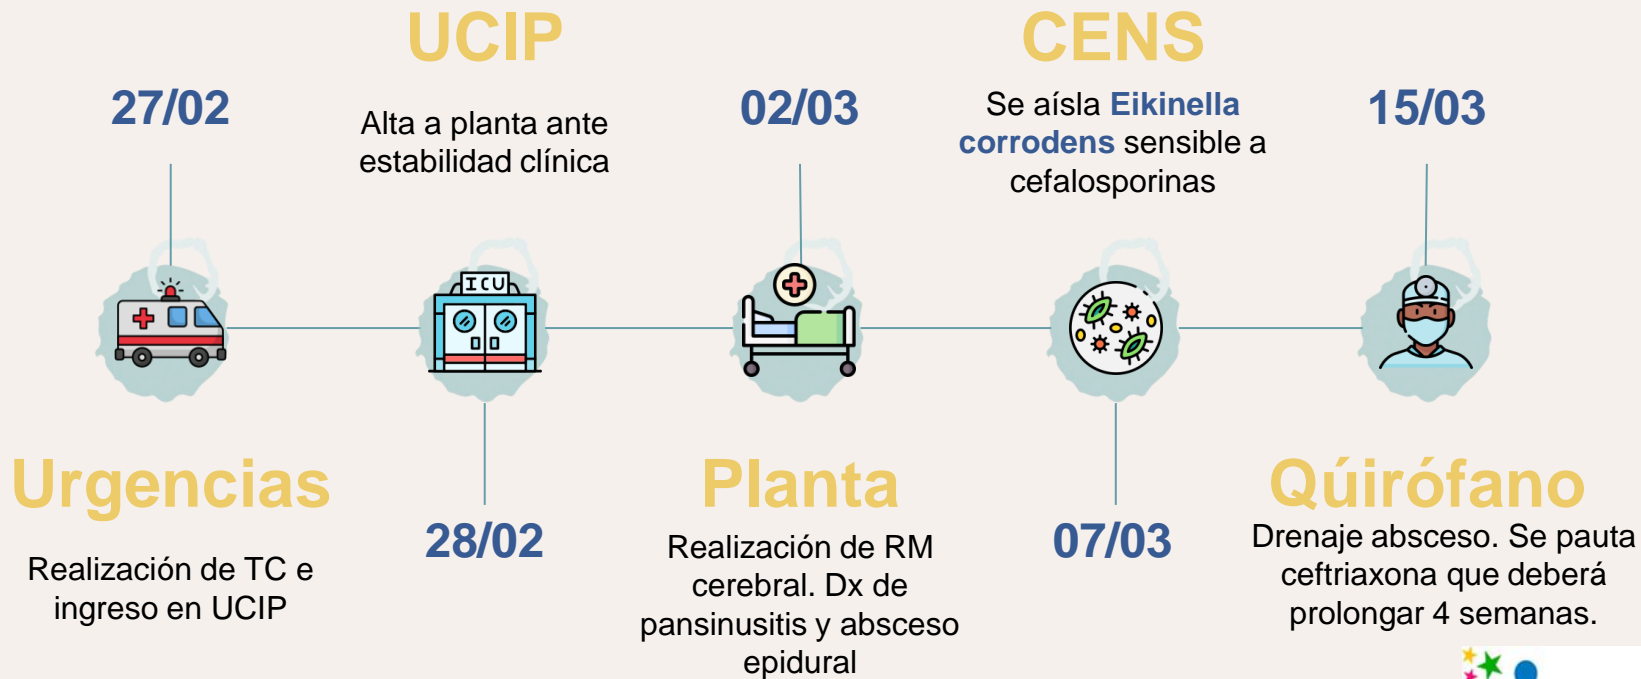 UCIP
CENS
27/02
Alta a planta ante
estabilidad clínica
02/03
Se aísla Eikinella
corrodens sensible a
cefalosporinas
15/03
ICU
Urgencias
Realización de TC e
ingreso en UCIP
28/02
Planta
Realización de RM
cerebral. Dx de
pansinusitis y absceso
epidural
07/03
Qúirófano
Drenaje absceso. Se pauta
ceftriaxona que deberá
prolongar 4 semanas.